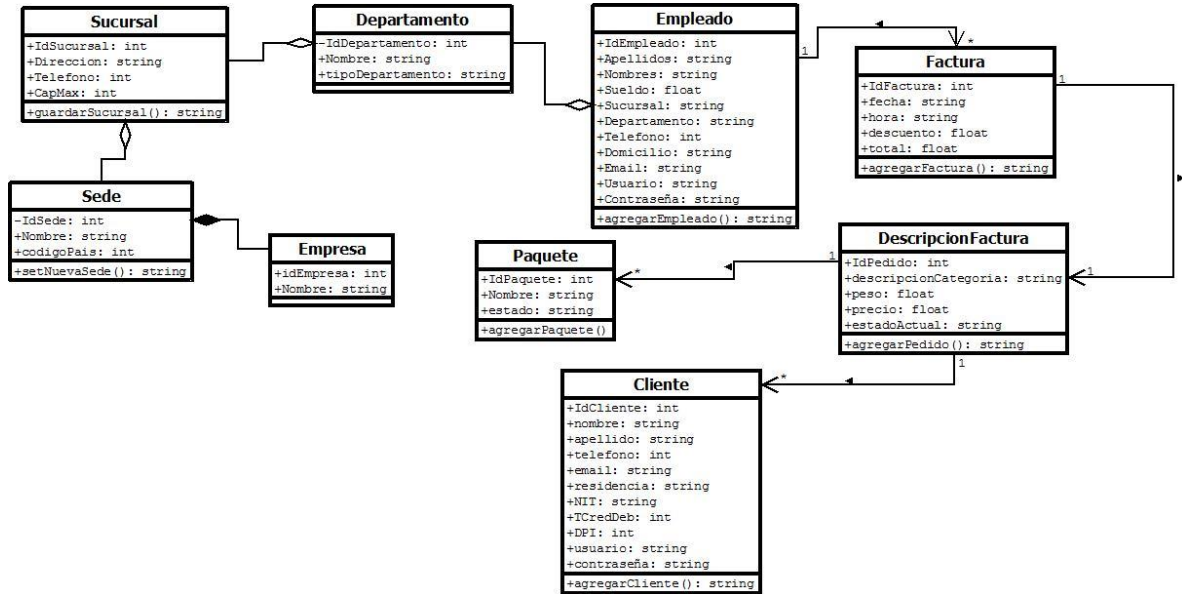 Sucursal
+IdSucursal: int
+Direccion: string
+Telefono: int
+CapMax: int
+guardarSucursal(): string
Departamento
-IdDepartamento: int
+Nombre: string
+tipoDepartamento: string
Empleado
+IdEmpleado: int
+Apellidos: string
+Nombres: string
+Sueldo: float
+Sucursal: string
+Departamento: string
+Telefono: int
+Domicilio: string
+Email: string
+Usuario: string
+Contraseña: string
+agregarEmpleado(): string
1
*
Factura
+IdFactura: int
+fecha: string
+hora: string
+descuento: float
+total: float
+agregarFactura(): string
1
1
Sede
-IdSede: int
+Nombre: string
+codigoPais: int
+setNuevaSede(): string
Empresa
+idEmpresa: int
+Nombre: string
Paquete
+IdPaquete: int
+Nombre: string
+estado: string
+agregarPaquete()
*
1
DescripcionFactura
+IdPedido: int
+descripcionCategoria: string
+peso: float
+precio: float
+estadoActual: string
+agregarPedido(): string
1
*
Cliente
+IdCliente: int
+nombre: string
+apellido: string
+telefono: int
+email: string
+residencia: string
+NIT: string
+TCredDeb: int
+DPI: int
+usuario: string
+contraseña: string
+agregarCliente(): string